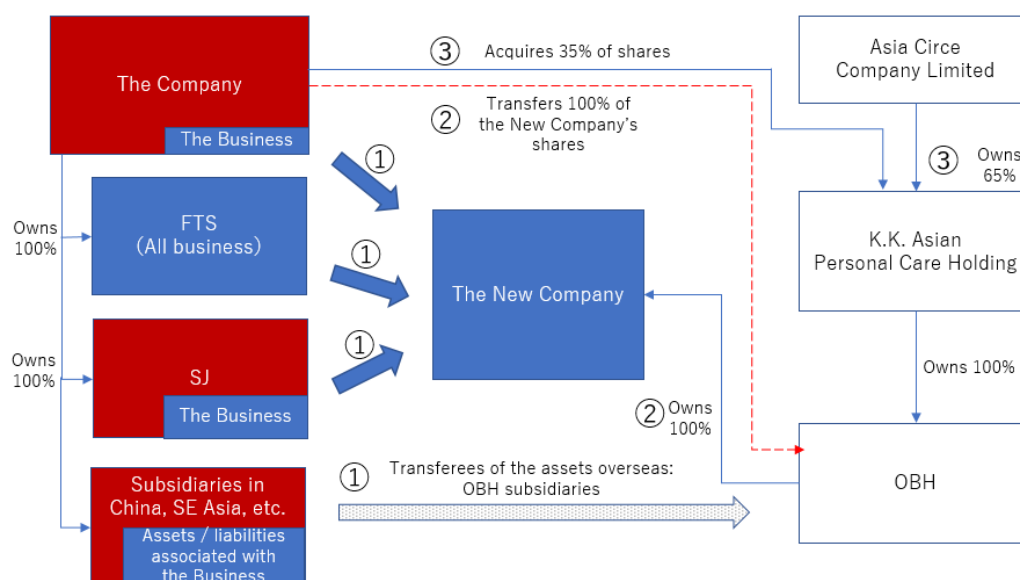 The Company
The Business
③
Acquires 35% of shares
②
Transfers 100% of
the New Company's
shares
Asia Circe
Company Limited
③
Owns
65%
①
Owns
100%
FTS
(All business)
①
The New Company
K.K. Asian
Personal Care Holding
Owns
100%
SJ
The Business
①
②
Owns
100%
Owns 100%
Subsidiaries in
China, SE Asia, etc.
Assets / liabilities
associated with
the Business
①
Transferees of the assets overseas:
OBH subsidiaries
OBH